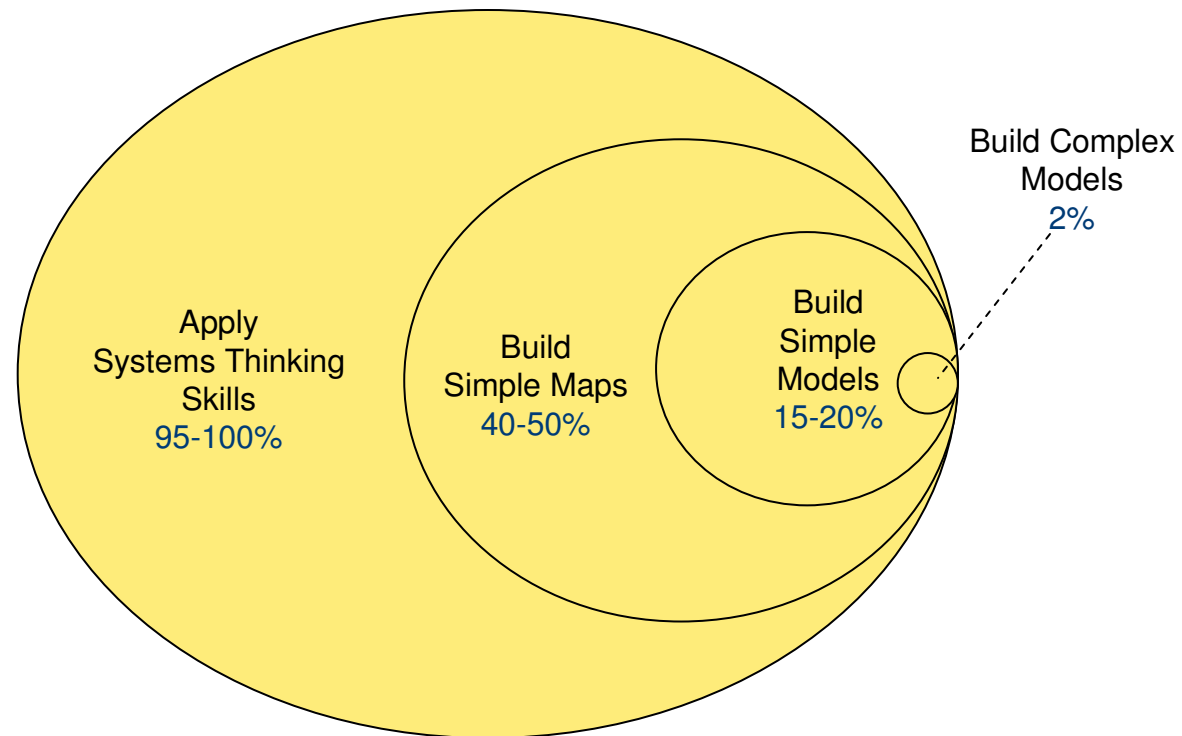 Apply
Systems Thinking
Skills
95-100%
Build
Simple Maps
40-50%
Build
Simple
Models
15-20%
Build Complex
Models
2%